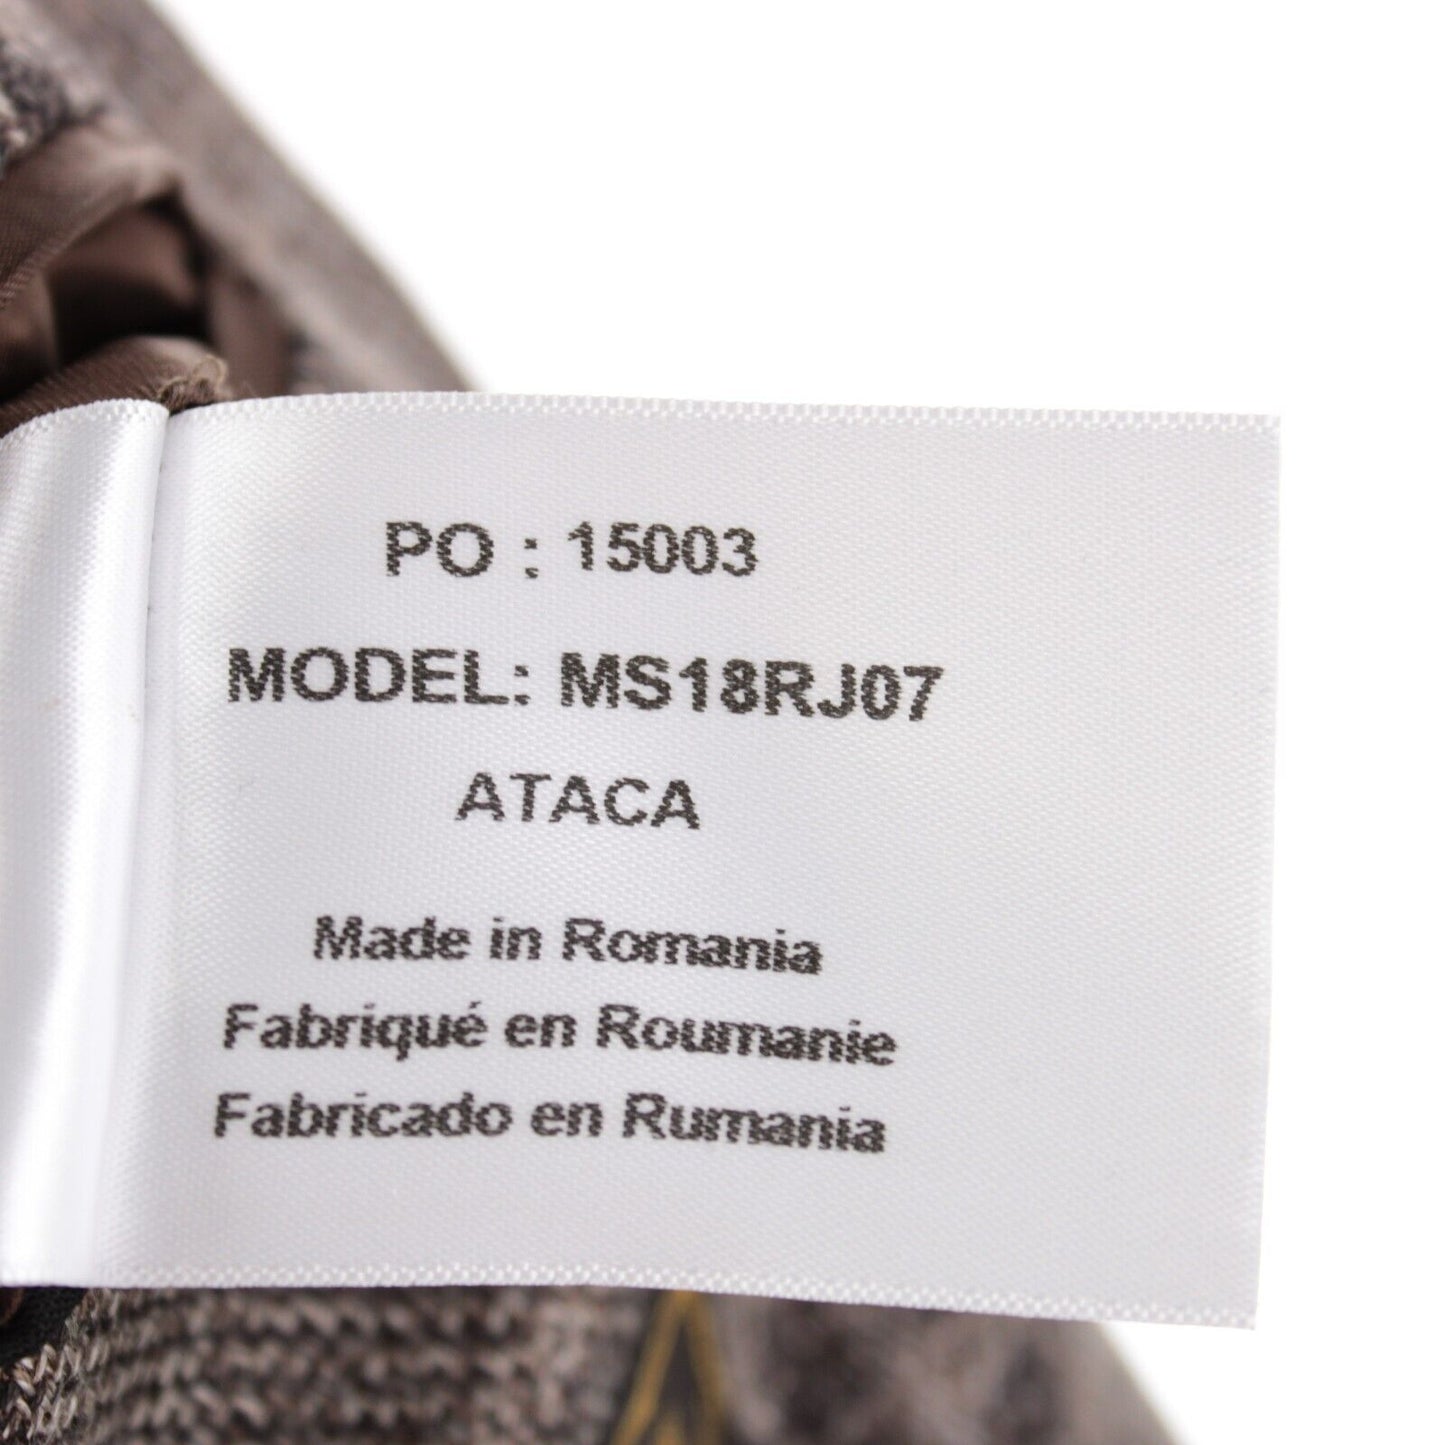 PO : 15003
MODEL: MS18RJ07
ATACA
Made in Romania
Fabriqué en Roumanie
Fabricado en Rumania